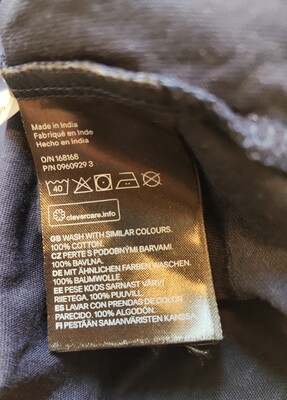 Made in India
Fabriqué en Inde
Hecho en India
O/N 168168
P/N 0960929 3
40
clevercare.info
GB WASH WITH SIMILAR COLOURS.
100% COTTON.
CZ PERTE S PODOBNÝMI BARVAMI.
100% BAVLNA.
DE MIT ÄHNLICHEN FARBEN WASCHEN.
100% BAUMWOLLE.
EE PESE KOOS SARNAST VÄRVI
RIIETEGA. 100% PUUVILL.
ES LAVAR CON PRENDAS DE COLOR
PARECIDO. 100% ALGODÓN.
FI PESTÄÄN SAMANVÄRISTEN KANSSA.